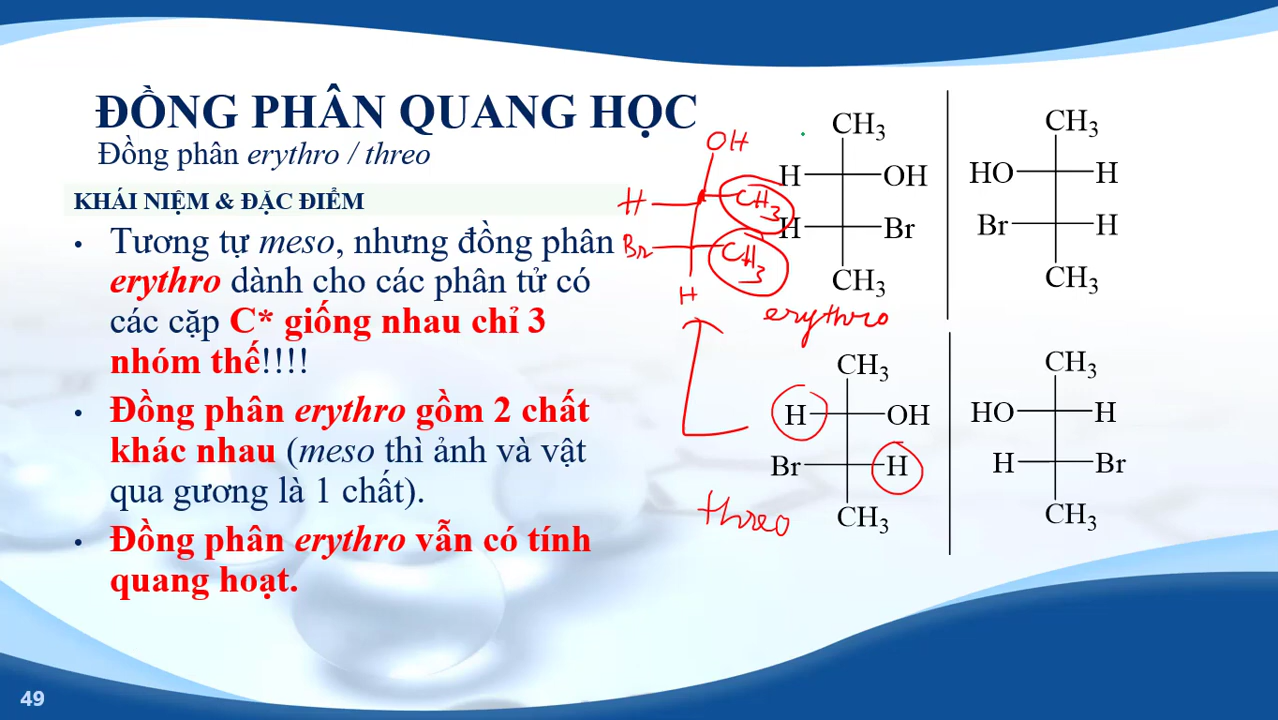 ĐỒNG PHÂN QUANG HỌC
Đồng phân erythro / threo
KHÁI NIỆM & ĐẶC ĐIỂM
• Tương tự meso, nhưng đồng phân
erythro dành cho các phân tử có
các cặp C* giống nhau chỉ 3
nhóm thế!!!!
• Đồng phân erythro gồm 2 chất
khác nhau (meso thì ảnh và vật
qua gương là 1 chất).
• Đồng phân erythro vẫn có tính
quang hoạt.
OH
H CH3
Br CH3
H
CH3
H OH
H Br
CH3
erythro
CH3
HO H
Br H
CH3
CH3
H OH
Br H
CH3
threo
CH3
HO H
H Br
CH3
49